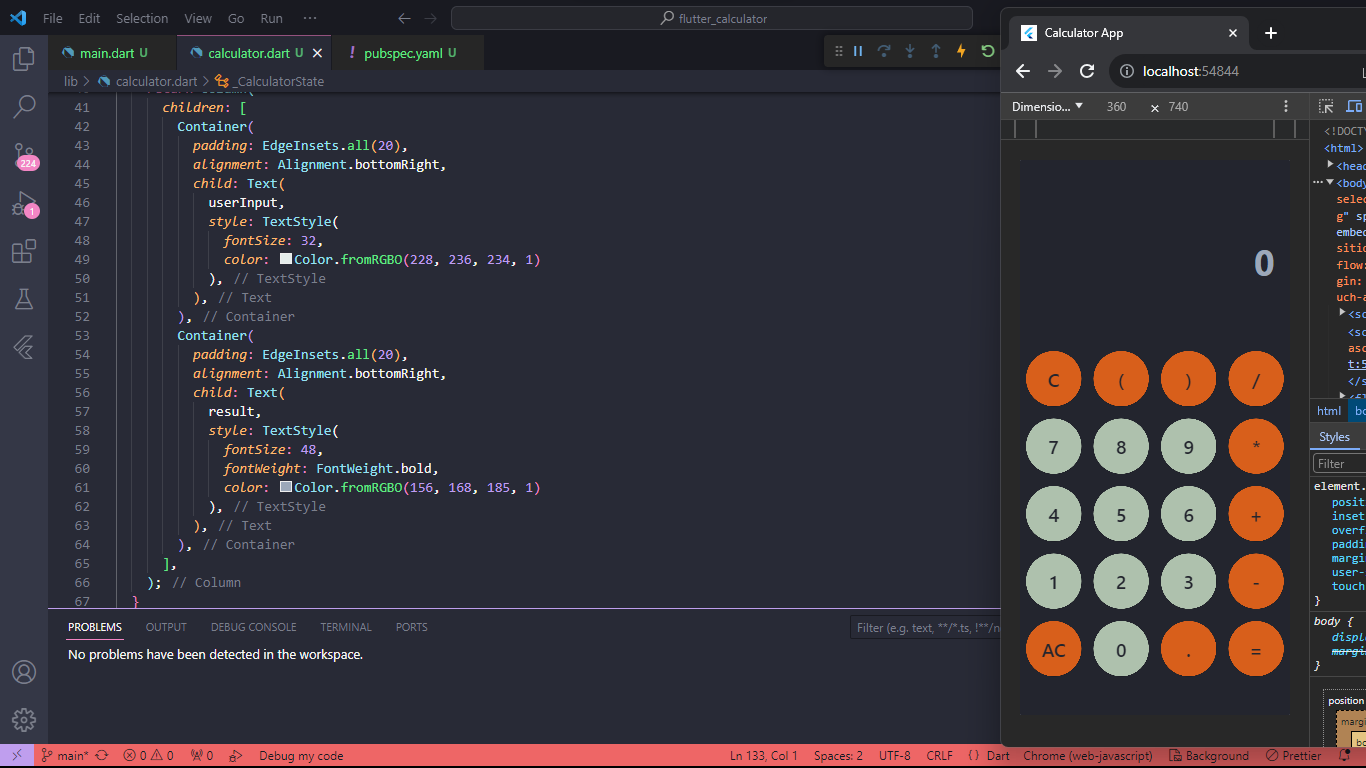 File Edit Selection View Go Run ··· flutter_calculator
main.dart U calculator.dart U pubspec.yaml U
lib > calculator.dart > _CalculatorState
41 children: [
42 Container(
43 padding: EdgeInsets.all(20),
44 alignment: Alignment.bottomRight,
45 child: Text(
46 userInput,
47 style: TextStyle(
48 fontSize: 32,
49 color: Color.fromRGBO(228, 236, 234, 1)
50 ), // TextStyle
51 ), // Text
52 ), // Container
53 Container(
54 padding: EdgeInsets.all(20),
55 alignment: Alignment.bottomRight,
56 child: Text(
57 result,
58 style: TextStyle(
59 fontSize: 48,
60 fontWeight: FontWeight.bold,
61 color: Color.fromRGBO(156, 168, 185, 1)
62 ), // TextStyle
63 ), // Text
64 ), // Container
65 ],
66 ); // Column
67 }
224
1
PROBLEMS OUTPUT DEBUG CONSOLE TERMINAL PORTS
Filter (e.g. text, **/*.ts, !**/n
No problems have been detected in the workspace.
main* 0 0 0 Debug my code Ln 133, Col 1 Spaces: 2 UTF-8 CRLF {} Dart Chrome (web-javascript) Background Prettier
Calculator App
localhost:54844
Dimensio... 360 × 740
0
C ( ) /
7 8 9 *
4 5 6 +
1 2 3 -
AC 0 . =
<!DOCTY
<html>
<head
<body
selec
g" sp
embed
sitic
flow:
gin:
uch-a
<sc
<sc
asc
t:5
</s
html bo
Styles
Filter
element.
posit
inset
overf
paddi
margi
user-
touch
}
body {
displa
margi
}
position
margi
bo